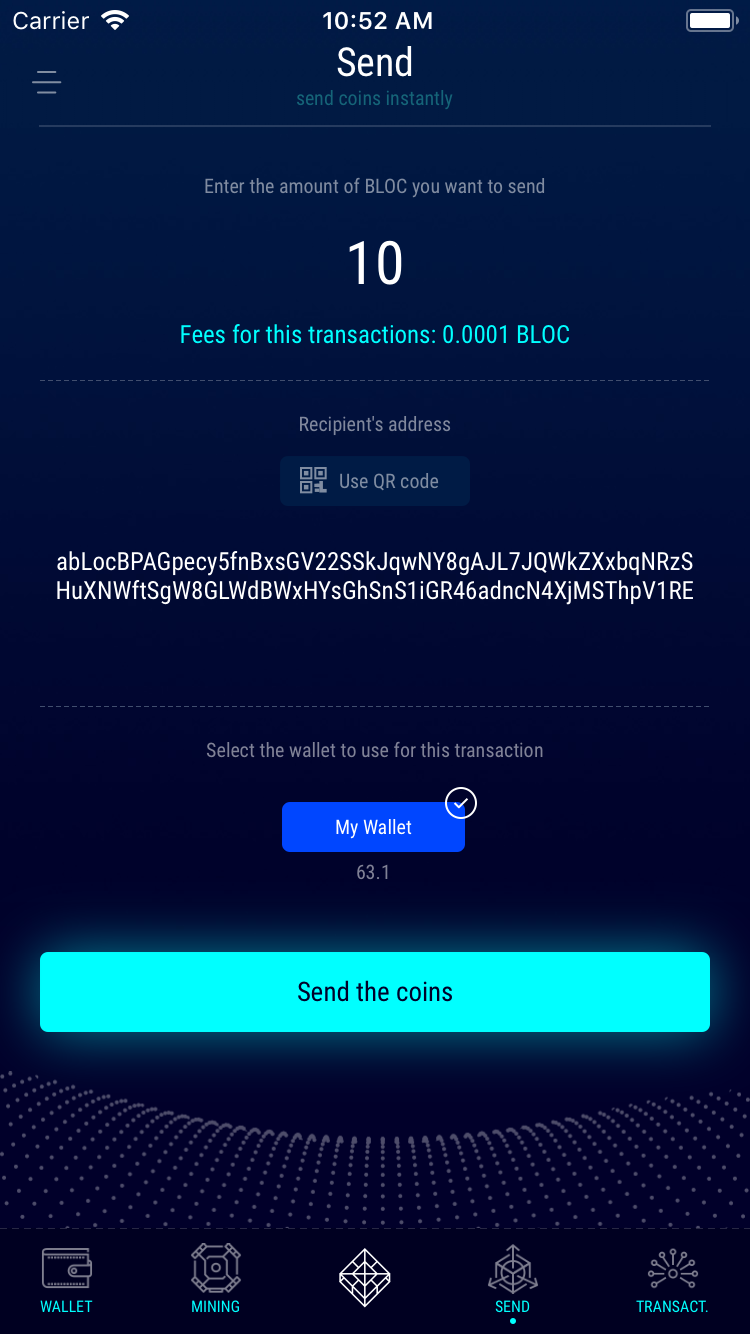 Carrier 10:52 AM
Send
send coins instantly
Enter the amount of BLOC you want to send
10
Fees for this transactions: 0.0001 BLOC
Recipient's address
Use QR code
abLocBPAGpecy5fnBxsGV22SSkJqwNY8gAJL7JQWkZXxbqNRzS
HuXNWftSgW8GLWdBWxHYsGhSnS1iGR46adncN4XjMSThpV1RE
Select the wallet to use for this transaction
My Wallet
63.1
Send the coins
WALLET MINING SEND TRANSACT.